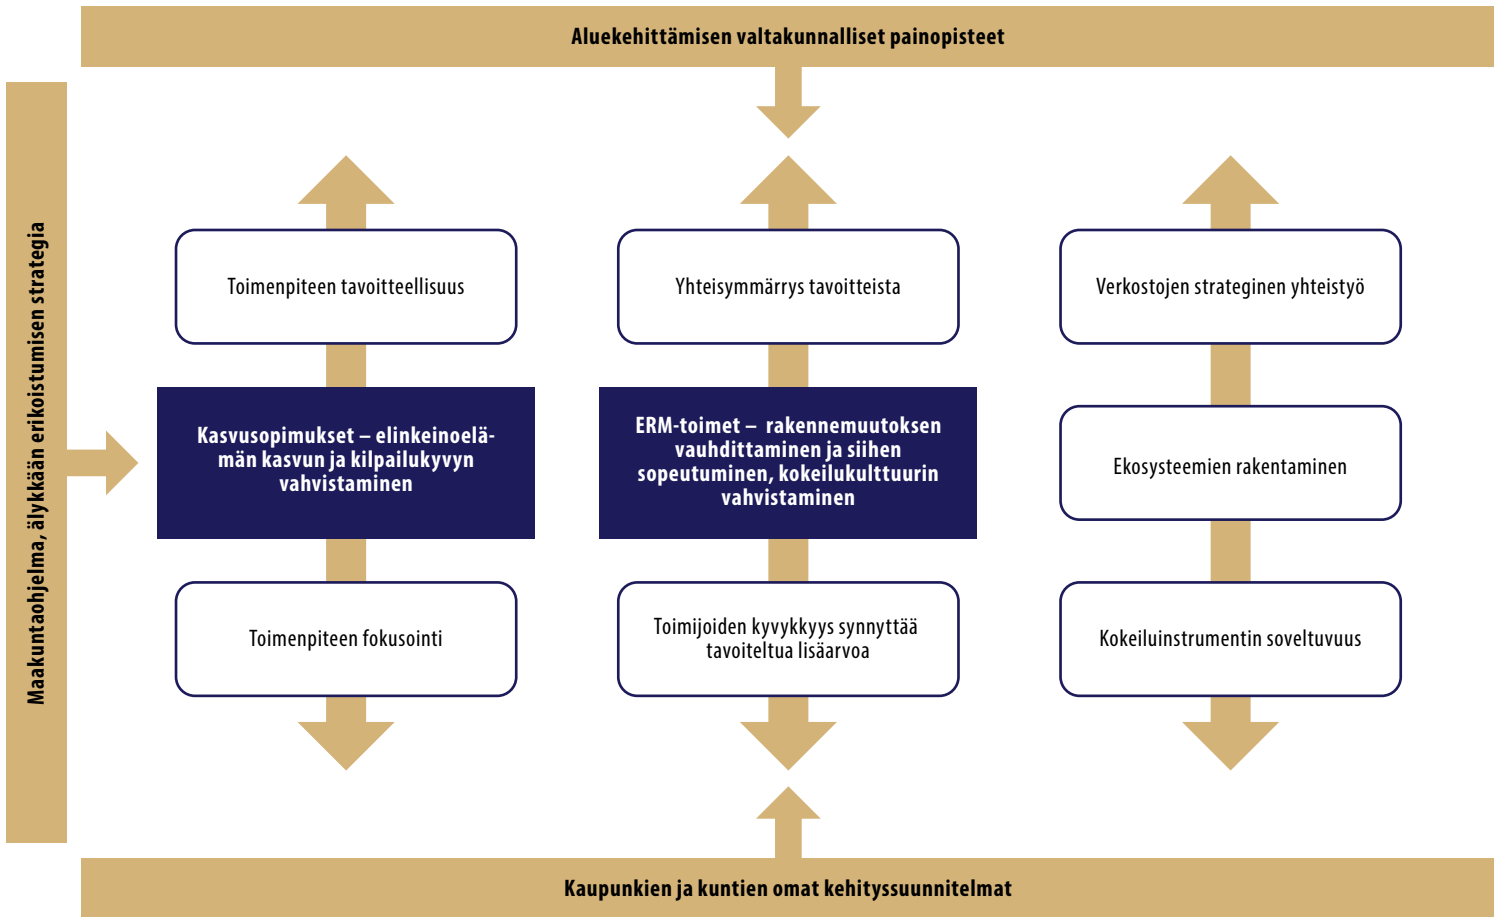 Aluekehittämisen valtakunnalliset painopisteet
Maakuntaohjelma, älykkään erikoistumisen strategia
Toimenpiteen tavoitteellisuus
Yhteisymmärrys tavoitteista
Verkostojen strateginen yhteistyö
Kasvusopimukset – elinkeinoelä-
män kasvun ja kilpailukyvyn
vahvistaminen
ERM-toimet – rakennemuutoksen
vauhdittaminen ja siihen
sopeutuminen, kokeilukulttuurin
vahvistaminen
Ekosysteemien rakentaminen
Toimenpiteen fokusointi
Toimijoiden kyvykkyys synnyttää
tavoiteltua lisäarvoa
Kokeiluinstrumentin soveltuvuus
Kaupunkien ja kuntien omat kehityssuunnitelmat